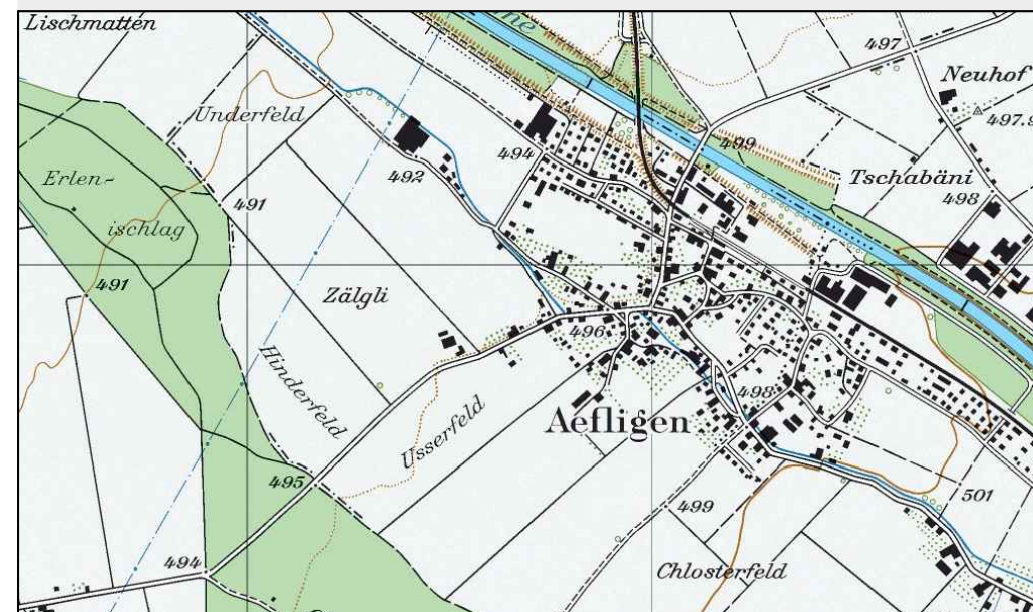 Lischmatten
497
Neuhof
497.9
Underfeld
499
494
492
Tschabäni
Erlen-
491
498
ischlag
491
Zälgli
496
Hinderfeld
498
Usserfeld
Aefligen
495
501
499
494
Chlosterfeld